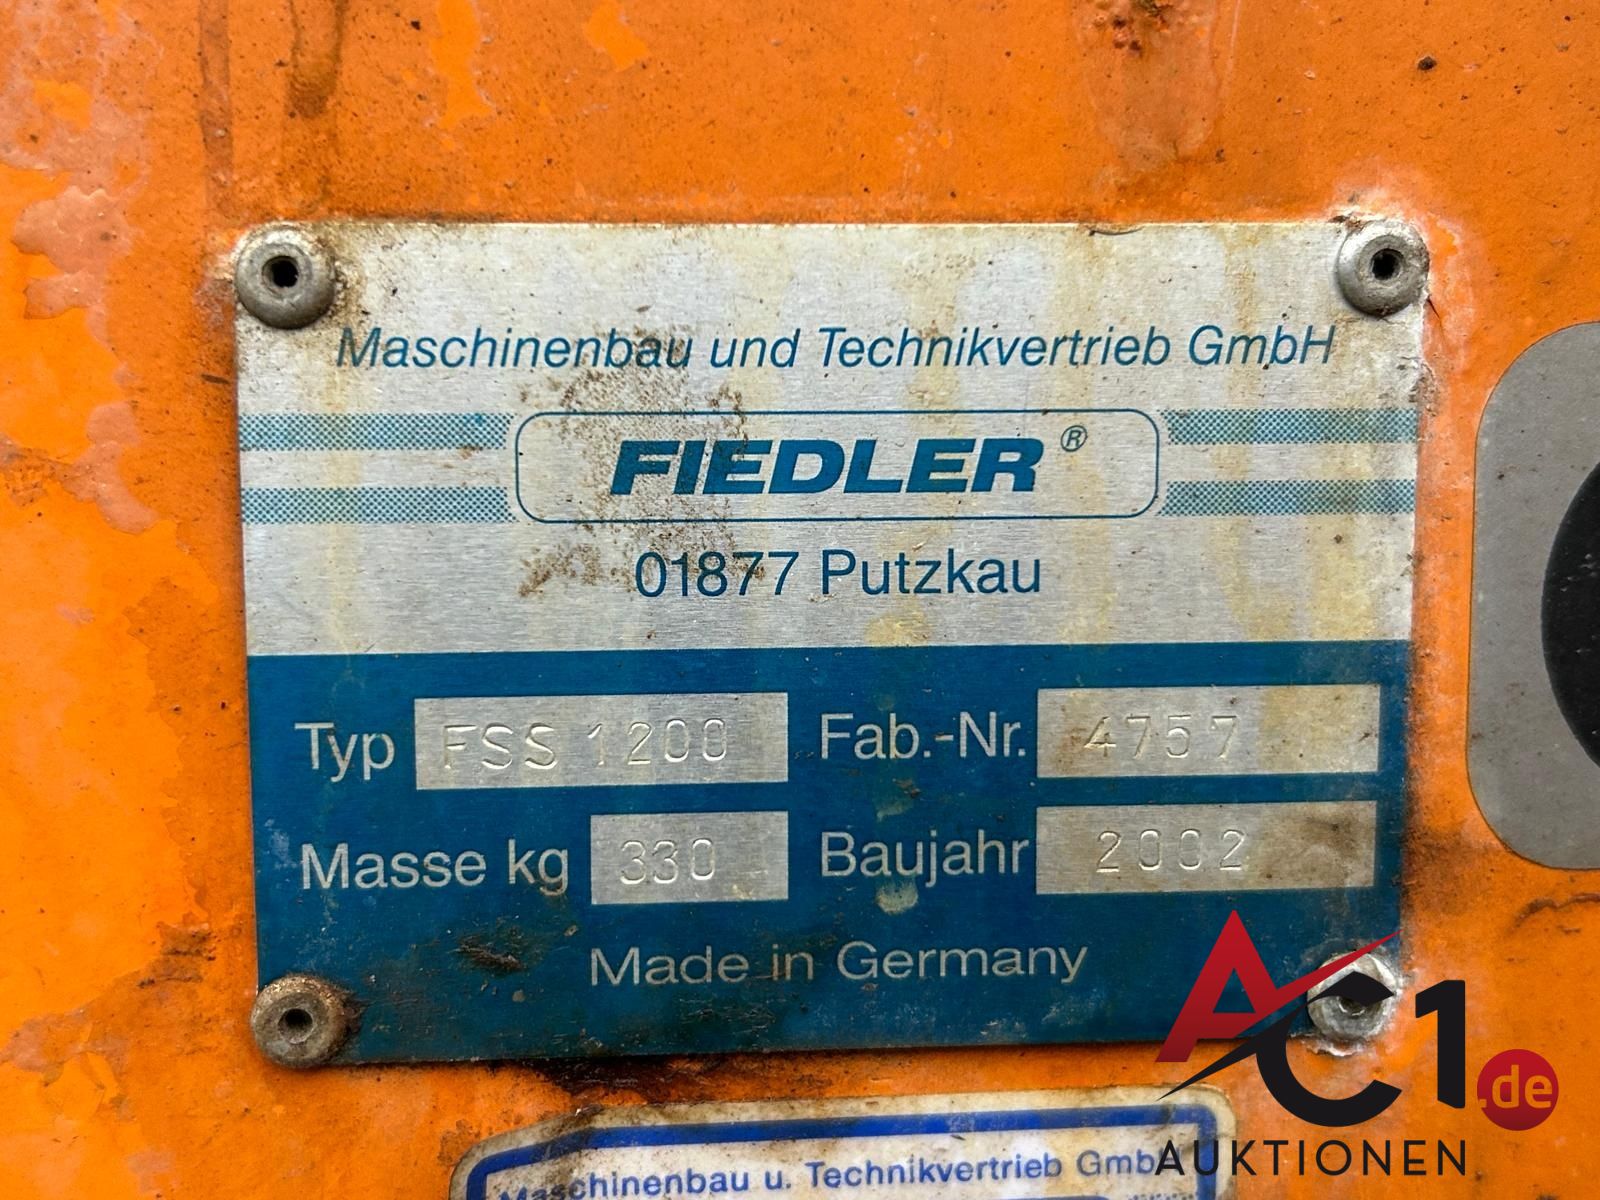 Maschinenbau und Technikvertrieb GmbH
FIEDLER®
01877 Putzkau
Typ FSS 1200 Fab.-Nr. 4757
Masse kg 330 Baujahr 2002
Made in Germany
AC1.de
AUKTIONEN
Maschinenbau u. Technikvertrieb GmbH